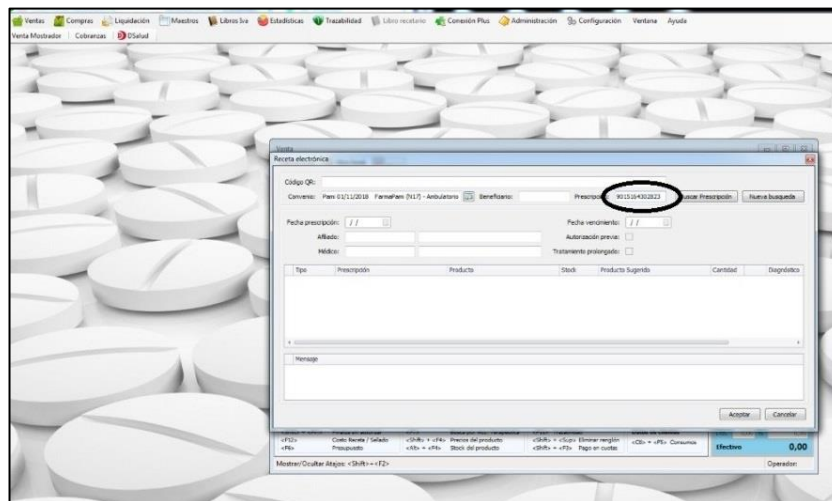 Ventas Compras Liquidación Maestros Libros Iva Estadísticas Trazabilidad Libro recetario Conexión Plus Administración Configuración Ventana Ayuda
Venta Mostrador Cobranzas DSalud
Venta
Receta electrónica
Código QR:
Convenio: Pami 01/11/2018 FarmaPami [N17] - Ambulatorio Beneficiario: 9015164302823 Buscar Prescripción Nueva busqueda
Fecha prescripción: / / Fecha vencimiento: / /
Afiliado: Autorización previa:
Médico: Tratamiento prolongado:
Tipo Prescripción Producto Stock Producto Sugerido Cantidad Diagnóstico
Mensaje
Aceptar Cancelar
<F12> Costo Receta / Sellado <Shift> + <F4> Precios del producto <Shift> + <Sup> Eliminar renglón <Ctl> + <F5> Consumos
<F6> Presupuesto <Alt> + <F4> Stock del producto <Shift> + <F3> Pago en cuotas Efectivo 0,00
Mostrar/Ocultar Atajos: <Shift>+<F2> Operador: